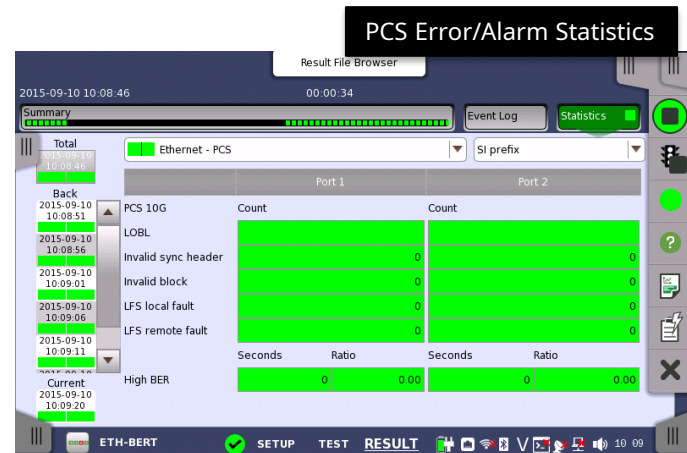 PCS Error/Alarm Statistics
Result File Browser
2015-09-10 10:08:46 00:00:34
Summary Event Log Statistics
Total
2015-09-10
10:08:46
Ethernet - PCS SI prefix
Port 1 Port 2
Back
2015-09-10
10:08:51
2015-09-10
10:08:56
2015-09-10
10:09:01
2015-09-10
10:09:06
2015-09-10
10:09:11
Current
2015-09-10
10:09:20
PCS 10G Count Count
LOBL
Invalid sync header 0 0
Invalid block 0 0
LFS local fault 0 0
LFS remote fault 0 0
Seconds Ratio Seconds Ratio
High BER 0 0.00 0 0.00
ETH-BERT SETUP TEST RESULT 10 09